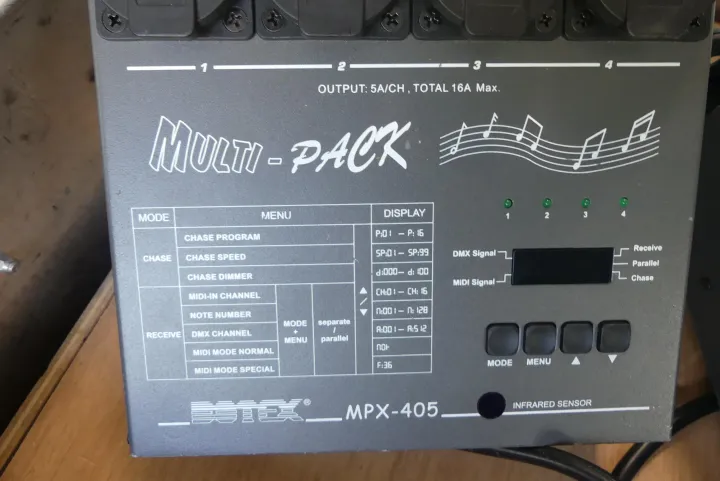 1 2 3 4
OUTPUT: 5A/CH, TOTAL 16A Max.
MULTI-PACK
1 2 3 4
MODE MENU DISPLAY
CHASE
CHASE PROGRAM P:01 — P: 16
CHASE SPEED SP:01— SP:99
CHASE DIMMER d:000— d: 100
RECEIVE
MIDI-IN CHANNEL CH:01 — CH: 16
NOTE NUMBER n:001 — n: 128
DMX CHANNEL A:001 — A:512
MIDI MODE NORMAL
MIDI MODE SPECIAL F:36
MODE
+
MENU
separate
/
parallel
DMX Signal
MIDI Signal
Receive
Parallel
Chase
MODE MENU
BOTEX® MPX-405
INFRARED SENSOR